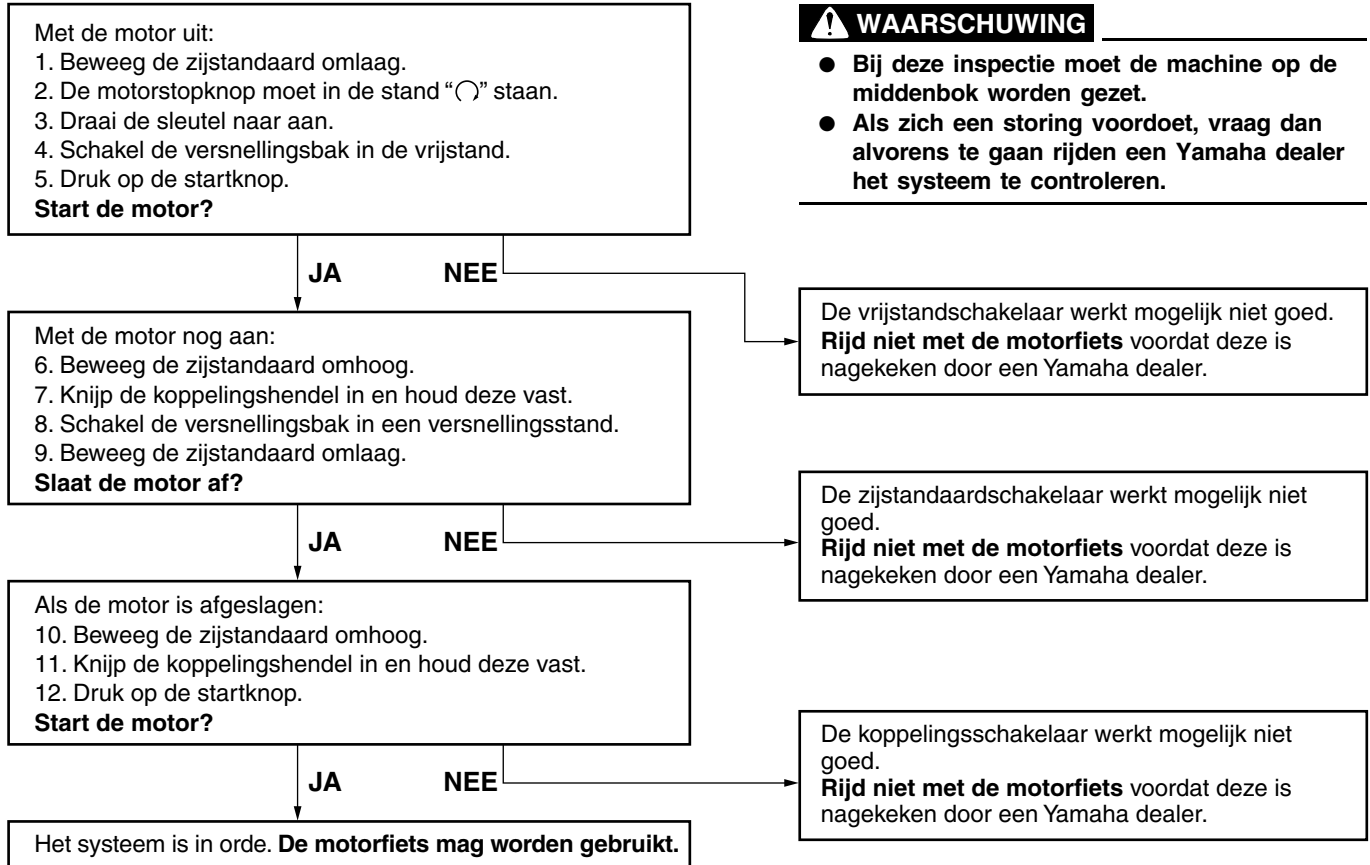 Met de motor uit:
1. Beweeg de zijstandaard omlaag.
2. De motorstopknop moet in de stand “” staan.
3. Draai de sleutel naar aan.
4. Schakel de versnellingsbak in de vrijstand.
5. Druk op de startknop.
Start de motor?
WAARSCHUWING
● Bij deze inspectie moet de machine op de
middenbok worden gezet.
● Als zich een storing voordoet, vraag dan
alvorens te gaan rijden een Yamaha dealer
het systeem te controleren.
JA NEE
De vrijstandschakelaar werkt mogelijk niet goed.
Rijd niet met de motorfiets voordat deze is
nagekeken door een Yamaha dealer.
Met de motor nog aan:
6. Beweeg de zijstandaard omhoog.
7. Knijp de koppelingshendel in en houd deze vast.
8. Schakel de versnellingsbak in een versnellingsstand.
9. Beweeg de zijstandaard omlaag.
Slaat de motor af?
JA NEE
De zijstandaardschakelaar werkt mogelijk niet
goed.
Rijd niet met de motorfiets voordat deze is
nagekeken door een Yamaha dealer.
Als de motor is afgeslagen:
10. Beweeg de zijstandaard omhoog.
11. Knijp de koppelingshendel in en houd deze vast.
12. Druk op de startknop.
Start de motor?
JA NEE
De koppelingsschakelaar werkt mogelijk niet
goed.
Rijd niet met de motorfiets voordat deze is
nagekeken door een Yamaha dealer.
Het systeem is in orde. De motorfiets mag worden gebruikt.